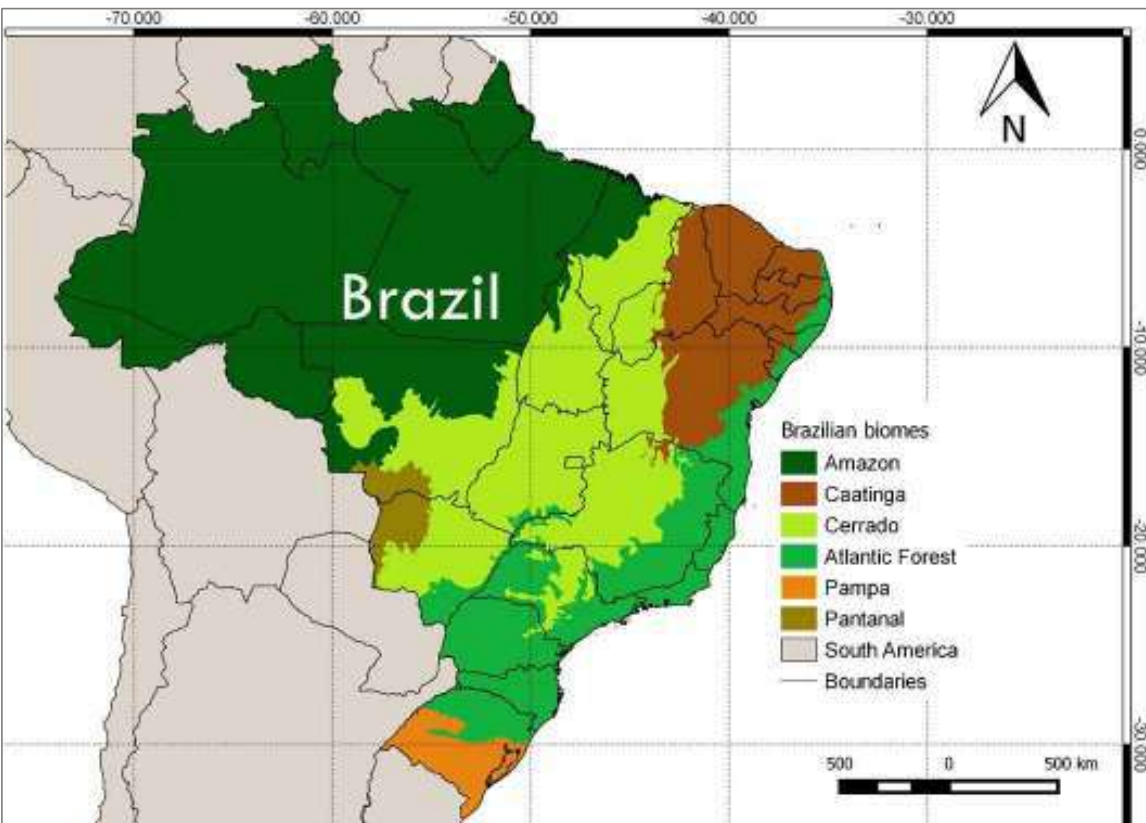 -70.000 -60.000 -50.000 -40.000 -30.000
N
0.000
Brazil
-10.000
Brazilian biomes
Amazon
Caatinga
Cerrado
Atlantic Forest
Pampa
Pantanal
South America
Boundaries
-20.000
-30.000
500 0 500 km